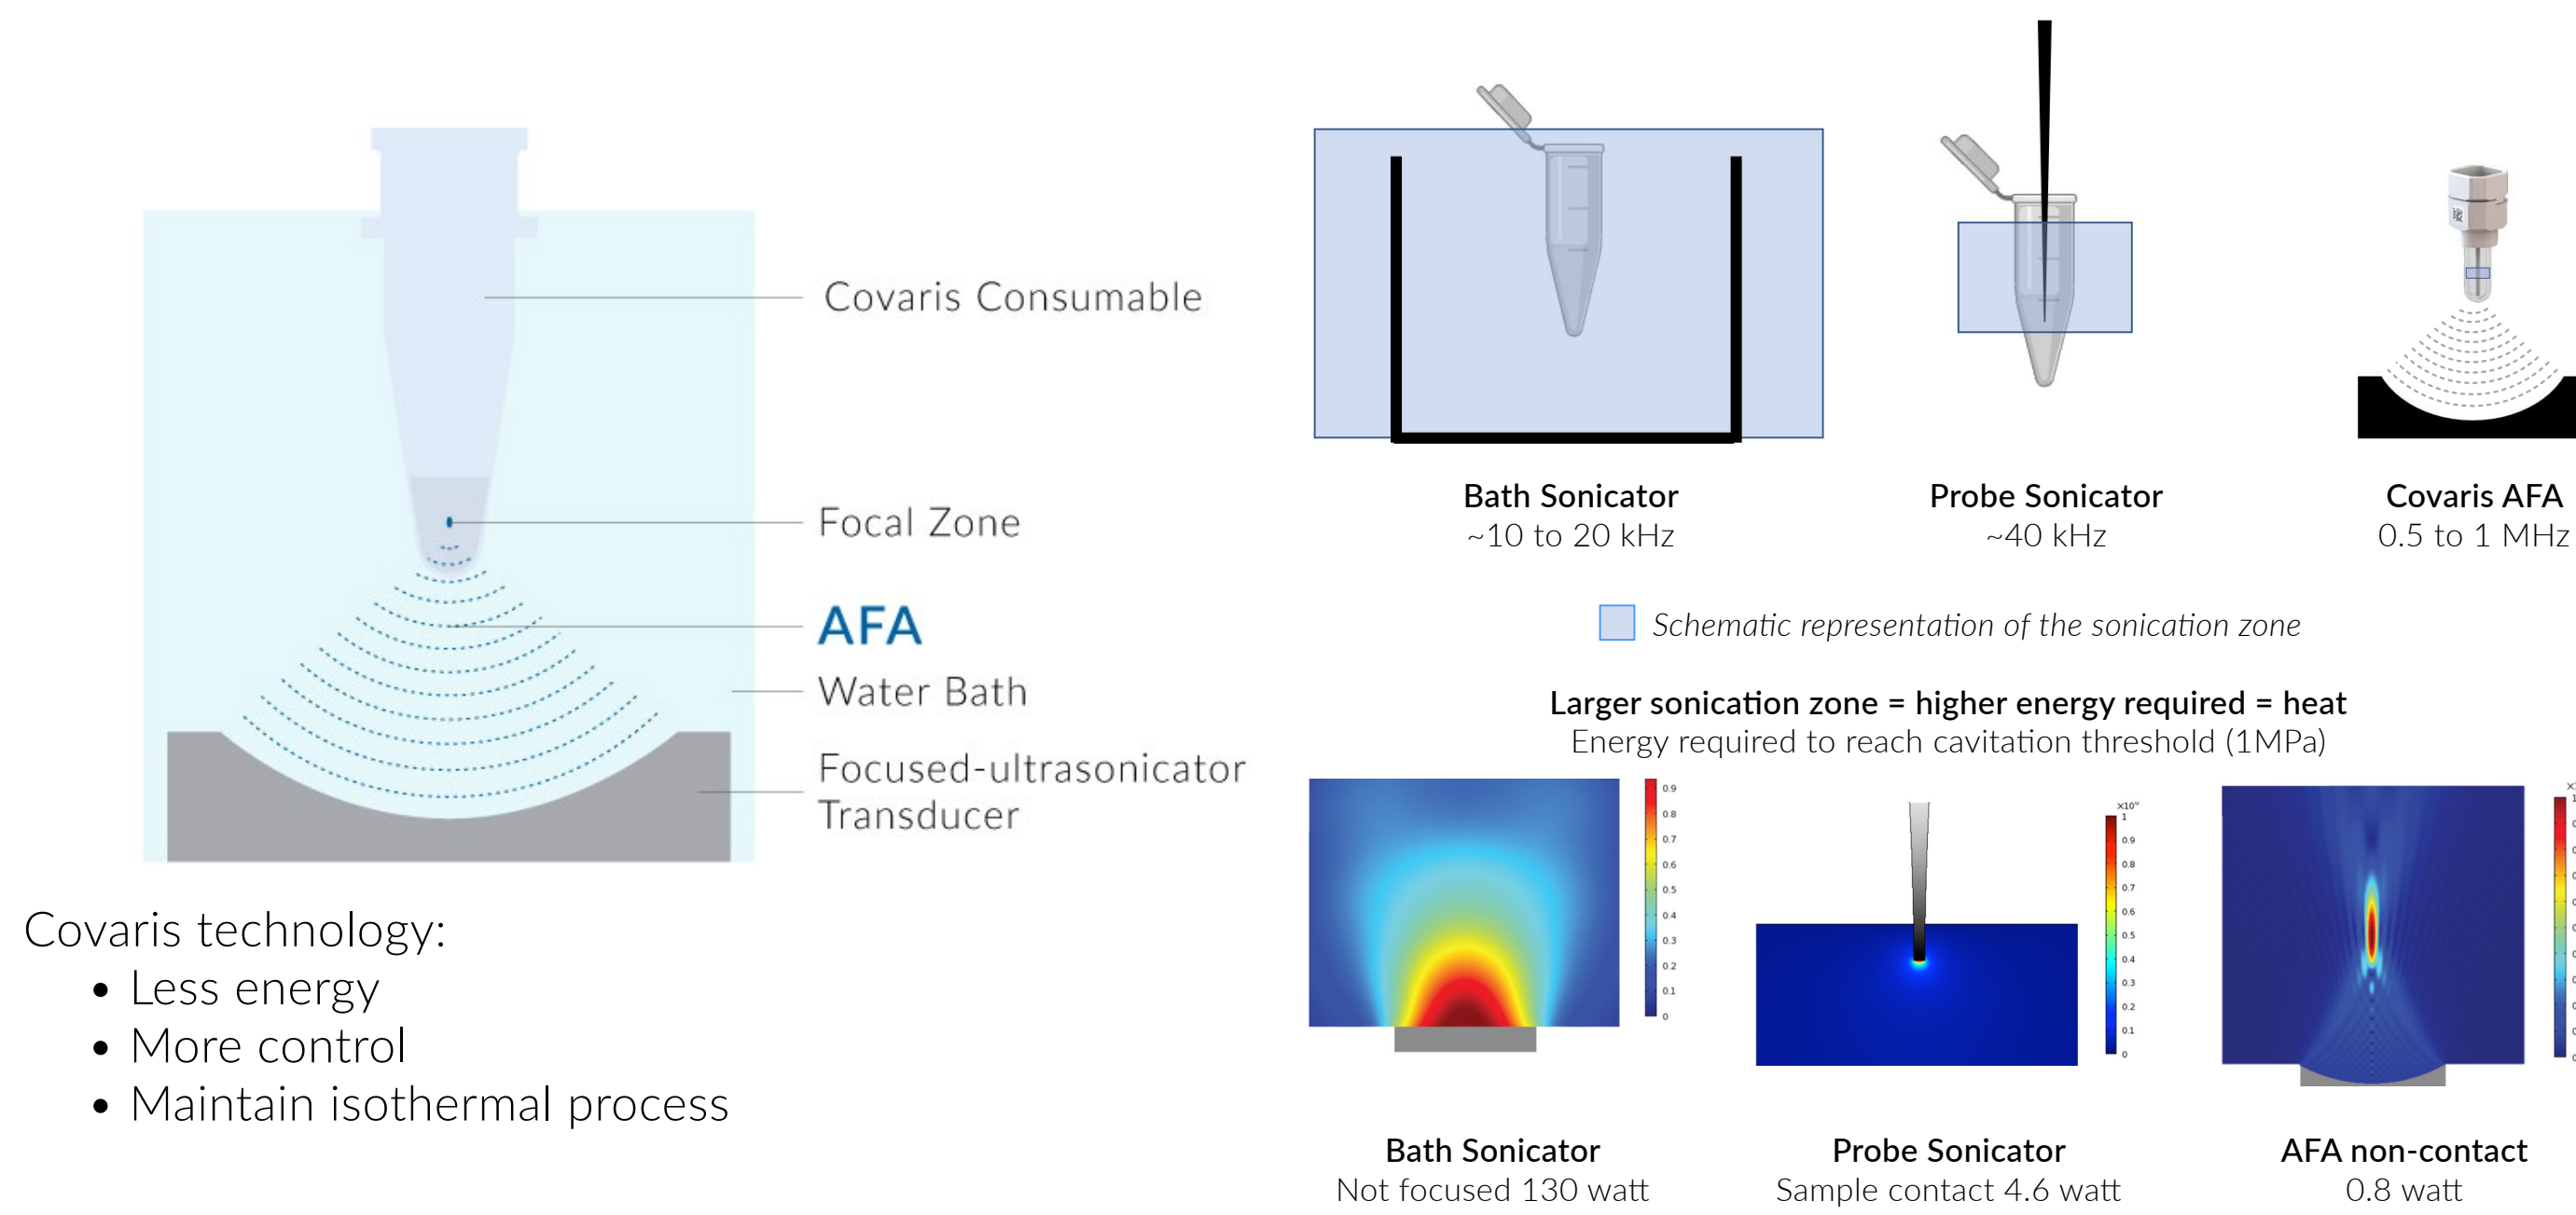 Covaris Consumable
Focal Zone
AFA
Water Bath
Focused-ultrasonicator
Transducer
Covaris technology:
• Less energy
• More control
• Maintain isothermal process
Bath Sonicator
~10 to 20 kHz
Probe Sonicator
~40 kHz
Covaris AFA
0.5 to 1 MHz
Schematic representation of the sonication zone
Larger sonication zone = higher energy required = heat
Energy required to reach cavitation threshold (1MPa)
0.9
0.8
0.7
0.6
0.5
0.4
0.3
0.2
0.1
0
1
0.9
0.8
0.7
0.6
0.5
0.4
0.3
0.2
0.1
0
Bath Sonicator
Not focused 130 watt
Probe Sonicator
Sample contact 4.6 watt
AFA non-contact
0.8 watt